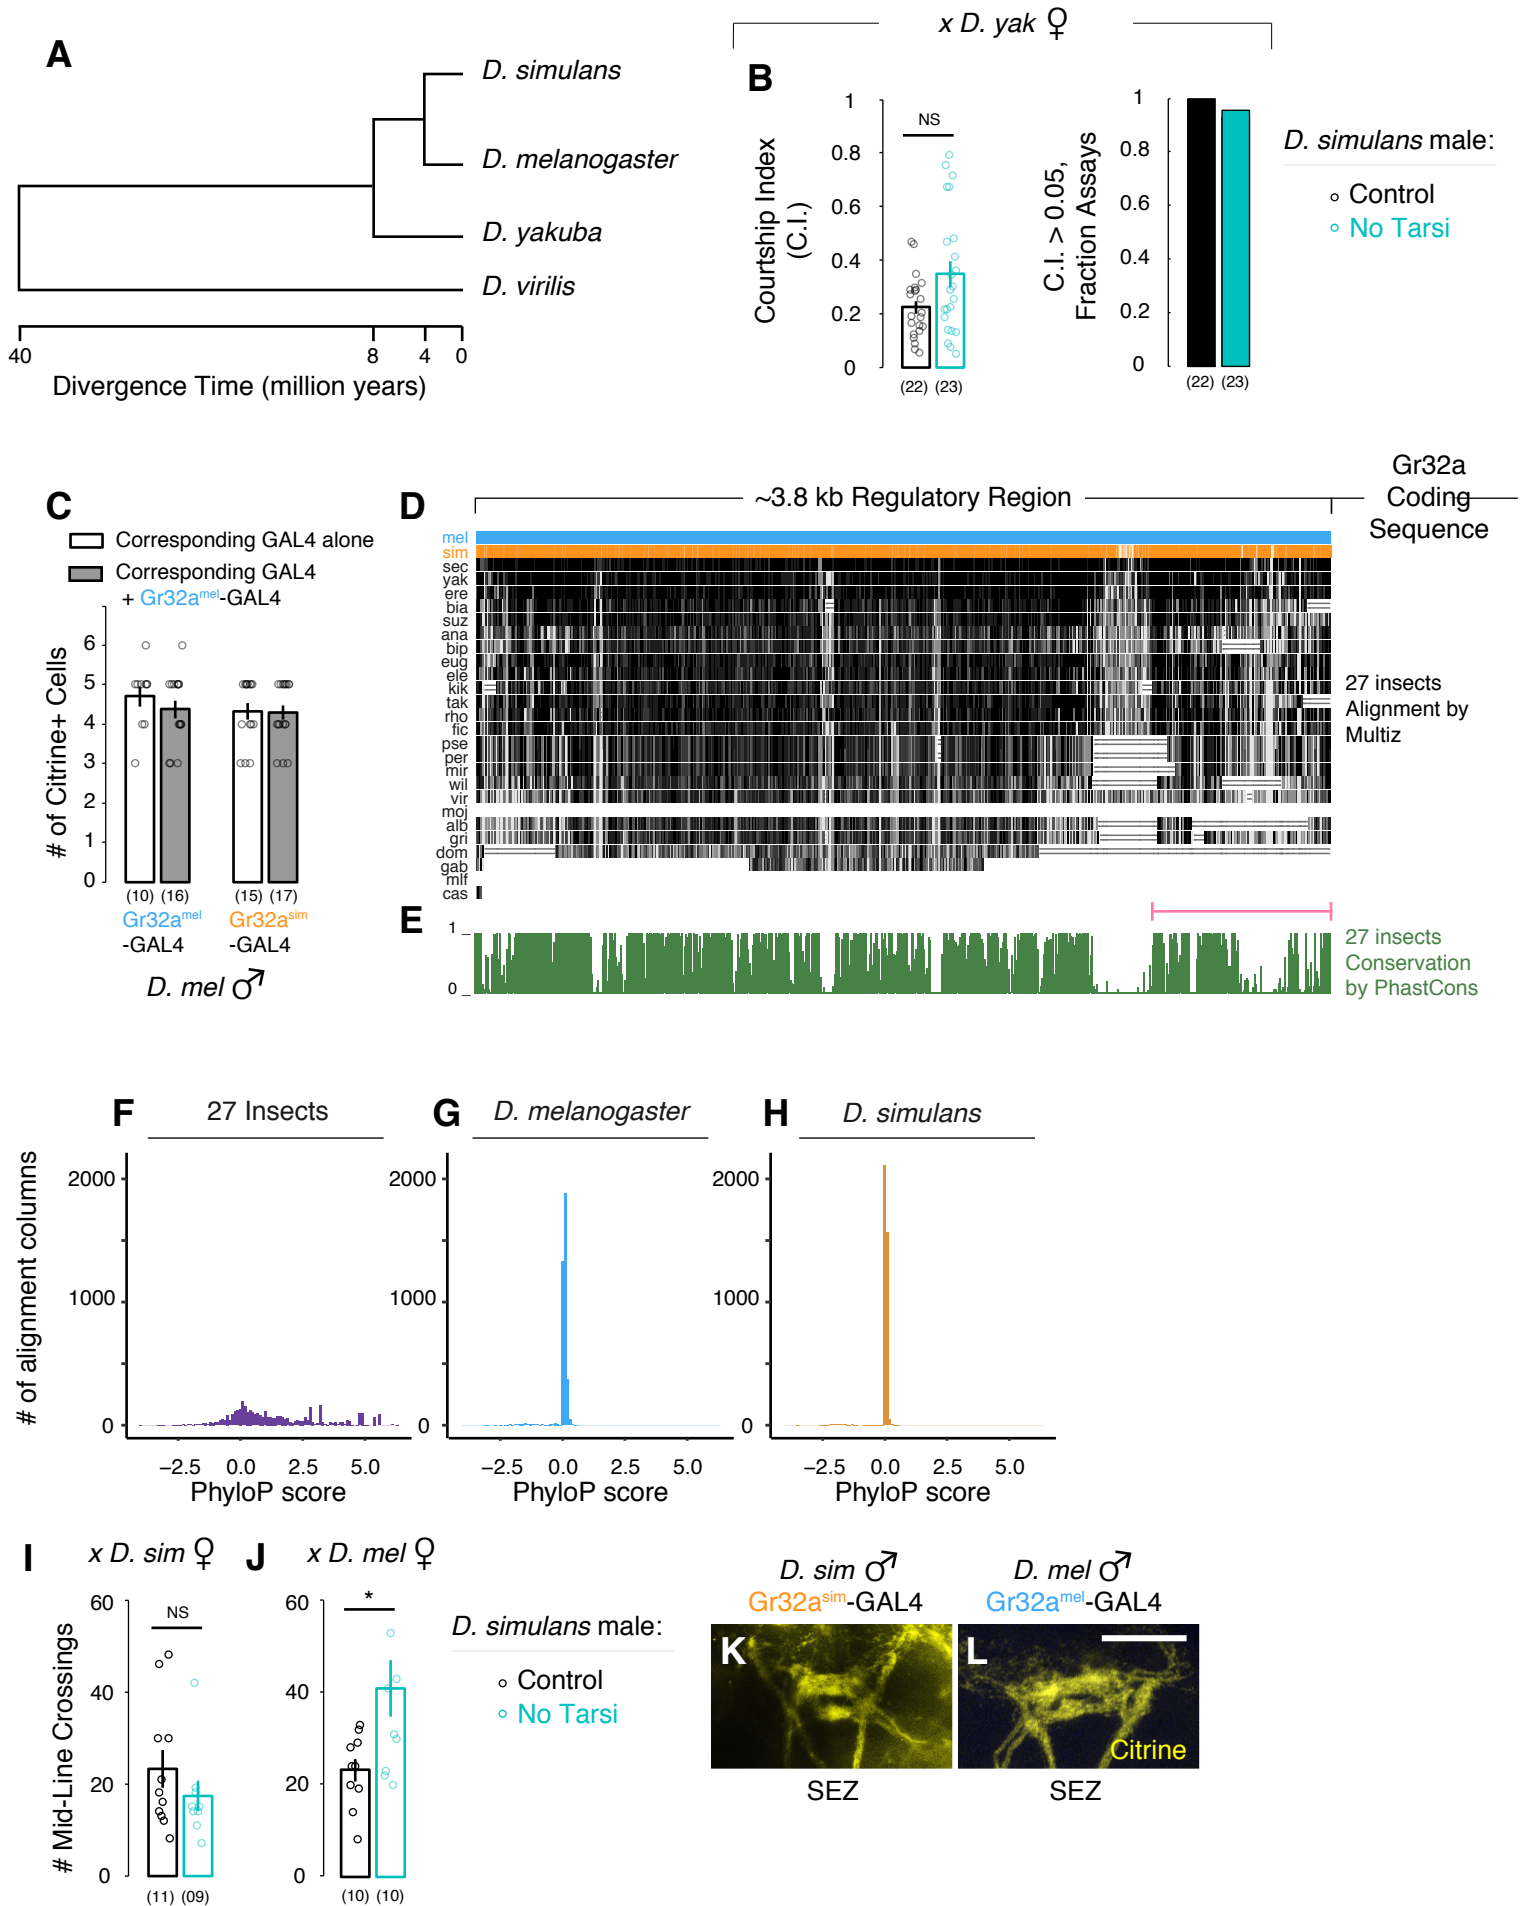 A
D. simulans
D. melanogaster
D. yakuba
D. virilis
40
8
4
0
Divergence Time (million years)
x D. yak ♀
B
Courtship Index
(C.I.)
1
0.8
0.6
0.4
0.2
0
NS
(22)
(23)
C.I. > 0.05,
Fraction Assays
1
0.8
0.6
0.4
0.2
0
(22)
(23)
D. simulans male:
Control
No Tarsi
C
Corresponding GAL4 alone
Corresponding GAL4
+ Gr32amel-GAL4
# of Citrine+ Cells
6
5
4
3
2
1
0
(10)
(16)
(15)
(17)
Gr32amel
-GAL4
Gr32asim
-GAL4
D. mel ♂
D
~3.8 kb Regulatory Region
Gr32a
Coding
Sequence
mel
sim
sec
yak
ere
bia
suz
ana
bip
eug
ele
kik
tak
rho
fic
pse
per
mir
wil
vir
moj
alb
gri
dom
gab
mlf
cas
27 insects
Alignment by
Multiz
E
1
0
27 insects
Conservation
by PhastCons
F
27 Insects
# of alignment columns
2000
1000
0
−2.5 0.0 2.5 5.0
PhyloP score
G
D. melanogaster
2000
1000
0
−2.5 0.0 2.5 5.0
PhyloP score
H
D. simulans
2000
1000
0
−2.5 0.0 2.5 5.0
PhyloP score
I
x D. sim ♀
# Mid-Line Crossings
60
40
20
0
NS
(11)
(09)
J
x D. mel ♀
60
40
20
0
*
(10)
(10)
D. simulans male:
Control
No Tarsi
D. sim ♂
Gr32asim-GAL4
K
SEZ
D. mel ♂
Gr32amel-GAL4
L
Citrine
SEZ